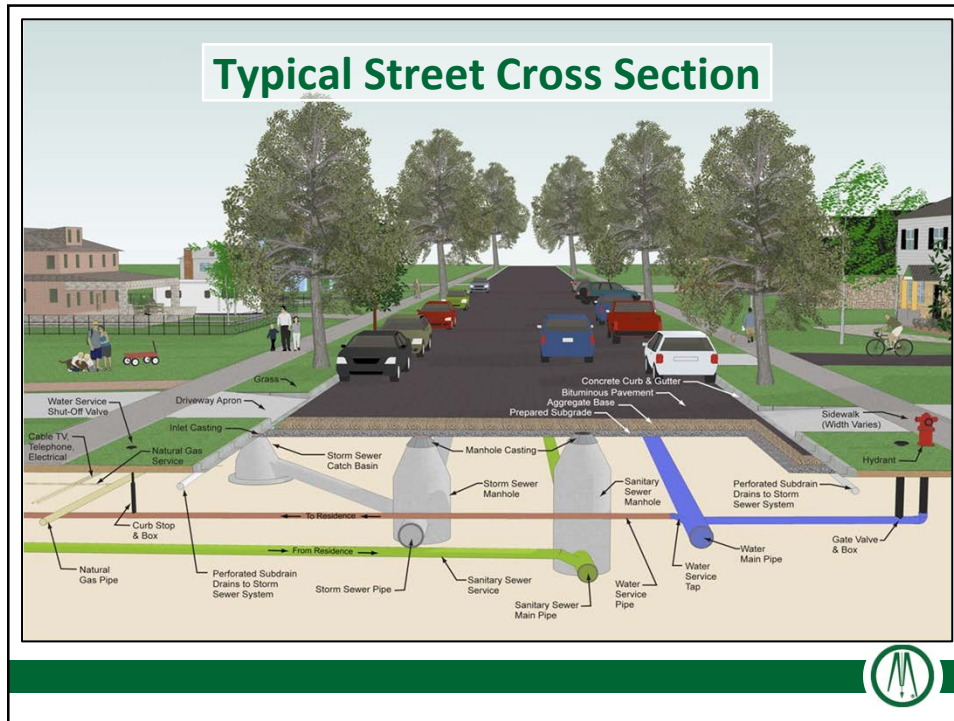 Typical Street Cross Section
Grass
Driveway Apron
Water Service
Shut-Off Valve
Inlet Casting
Cable TV,
Telephone,
Electrical
Natural Gas
Service
Storm Sewer
Catch Basin
Manhole Casting
Storm Sewer
Manhole
Sanitary
Sewer
Manhole
Concrete Curb & Gutter
Bituminous Pavement
Aggregate Base
Prepared Subgrade
Sidewalk
(Width Varies)
Hydrant
Perforated Subdrain
Drains to Storm
Sewer System
To Residence
Curb Stop
& Box
From Residence
Gate Valve
& Box
Water
Main Pipe
Water
Service
Tap
Natural
Gas Pipe
Perforated Subdrain
Drains to Storm
Sewer System
Storm Sewer Pipe
Sanitary Sewer
Service
Sanitary Sewer
Main Pipe
Water
Service
Pipe